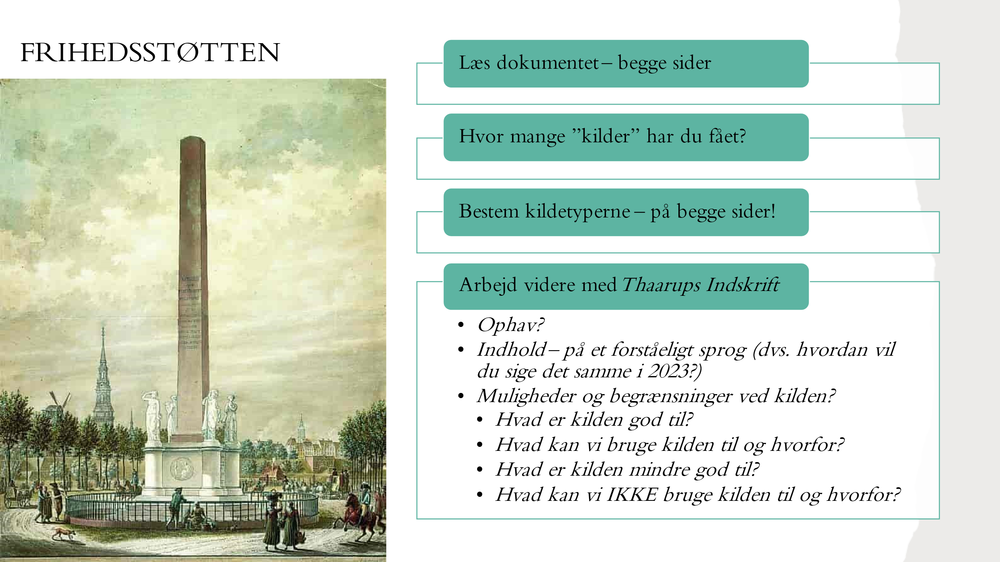 FRIHEDSSTØTTEN
Læs dokumentet – begge sider
Hvor mange ”kilder” har du fået?
Bestem kildetyperne – på begge sider!
Arbejd videre med Thaarups Indskrift
• Ophav?
• Indhold – på et forståeligt sprog (dvs. hvordan vil
du sige det samme i 2023?)
• Muligheder og begrænsninger ved kilden?
• Hvad er kilden god til?
• Hvad kan vi bruge kilden til og hvorfor?
• Hvad er kilden mindre god til?
• Hvad kan vi IKKE bruge kilden til og hvorfor?